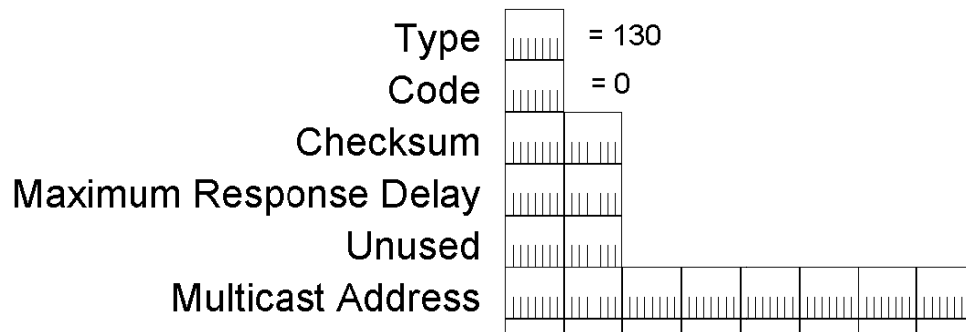 Type = 130
Code = 0
Checksum
Maximum Response Delay
Unused
Multicast Address